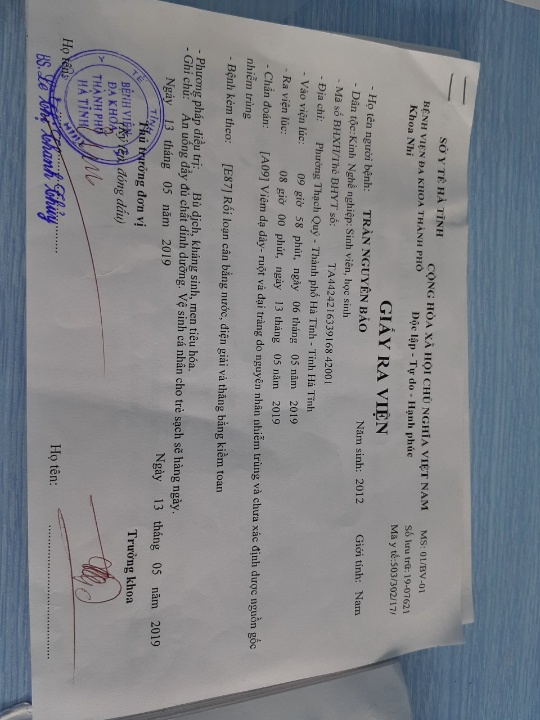 SỞ Y TẾ HÀ TĨNH
BỆNH VIỆN ĐA KHOA THÀNH PHỐ
Khoa Nhi
CỘNG HÒA XÃ HỘI CHỦ NGHĨA VIỆT NAM
Độc lập - Tự do - Hạnh phúc
MS: 01/BV-01
Số lưu trữ: 19-07621
Mã y tế:503/302/17/
GIẤY RA VIỆN
- Họ tên người bệnh: TRẦN NGUYÊN BẢO Năm sinh: 2012 Giới tính: Nam
- Dân tộc:Kinh Nghề nghiệp: Sinh viên, học sinh
- Mã số BHXH/Thẻ BHYT số: TA4424216339168 42001
- Địa chỉ: Phường Thạch Quý - Thành phố Hà Tĩnh - Tỉnh Hà Tĩnh
- Vào viện lúc: 09 giờ 58 phút, ngày 06 tháng 05 năm 2019
- Ra viện lúc: 08 giờ 00 phút, ngày 13 tháng 05 năm 2019
- Chẩn đoán: [A09] Viêm dạ dày- ruột và đại tràng do nguyên nhân nhiễm trùng và chưa xác định được nguồn gốc
nhiễm trùng
- Bệnh kèm theo: [E87] Rối loạn cân bằng nước, điện giải và thăng bằng kiềm toan
- Phương pháp điều trị: Bù dịch, kháng sinh, men tiêu hóa.
- Ghi chú: Ăn uống đầy đủ chất dinh dưỡng. Vệ sinh cá nhân cho trẻ sạch sẽ hàng ngày.
Ngày 13 tháng 05 năm 2019
Ngày 13 tháng 05 năm 2019
Thủ trưởng đơn vị
(Ký tên, đóng dấu)
Trưởng khoa
Y TẾ TỈNH
BỆNH VIỆN
ĐA KHOA
THÀNH PHỐ
HÀ TĨNH
Họ tên:
BS. Lê Thị Thanh Thủy
Họ tên: